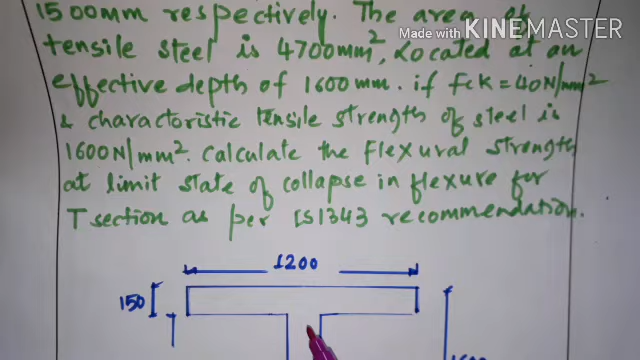 Made with KINEMASTER
1500mm respectively. The area of
tensile steel is 4700mm², Located at an
effective depth of 1600mm. if fck = 40N/mm²
& charactoristic tensile strength of steel is
1600N/mm². Calculate the flexural strength
at limit state of collapse in flexure for
T section as per IS1343 recommendation.
1200
150